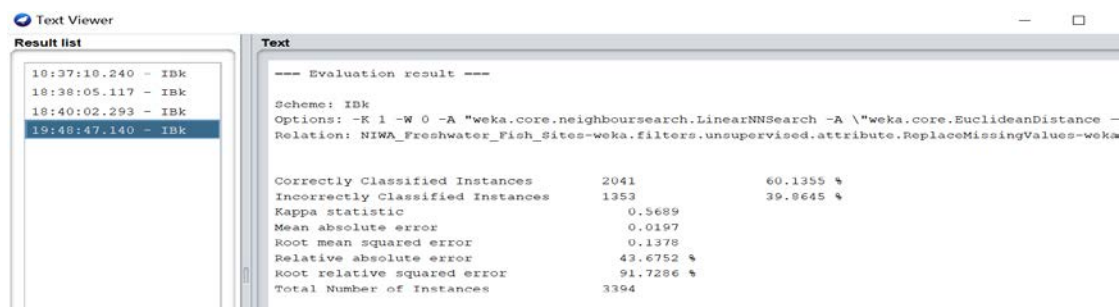 Text Viewer
Result list
Text
18:37:18.240 - IBk
18:38:05.117 - IBk
18:40:02.293 - IBk
19:48:47.140 - IBk
=== Evaluation result ===
Scheme: IBk
Options: -K 1 -W 0 -A "weka.core.neighboursearch.LinearNNSearch -A \"weka.core.EuclideanDistance -
Relation: NIWA_Freshwater_Fish_Sites-weka.filters.unsupervised.attribute.ReplaceMissingValues-weka
Correctly Classified Instances 2041 60.1355 %
Incorrectly Classified Instances 1353 39.8645 %
Kappa statistic 0.5689
Mean absolute error 0.0197
Root mean squared error 0.1378
Relative absolute error 43.6752 %
Root relative squared error 91.7286 %
Total Number of Instances 3394